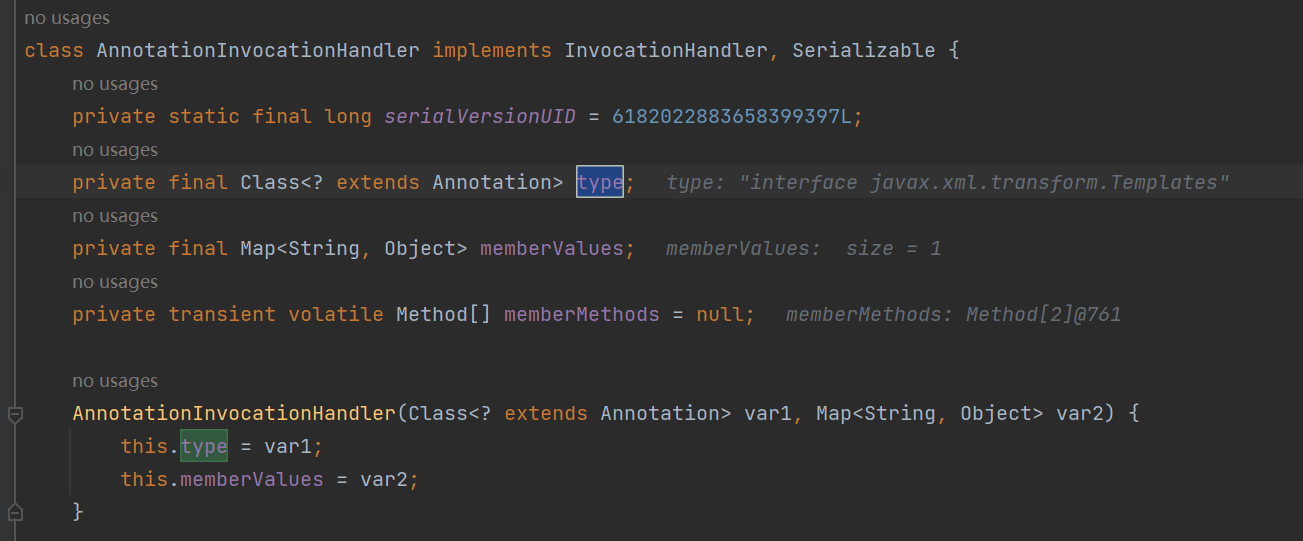 no usages
class AnnotationInvocationHandler implements InvocationHandler, Serializable {
no usages
private static final long serialVersionUID = 6182022883658399397L;
no usages
private final Class<? extends Annotation> type; type: "interface javax.xml.transform.Templates"
no usages
private final Map<String, Object> memberValues; memberValues: size = 1
no usages
private transient volatile Method[] memberMethods = null; memberMethods: Method[2]@761
no usages
AnnotationInvocationHandler(Class<? extends Annotation> var1, Map<String, Object> var2) {
this.type = var1;
this.memberValues = var2;
}